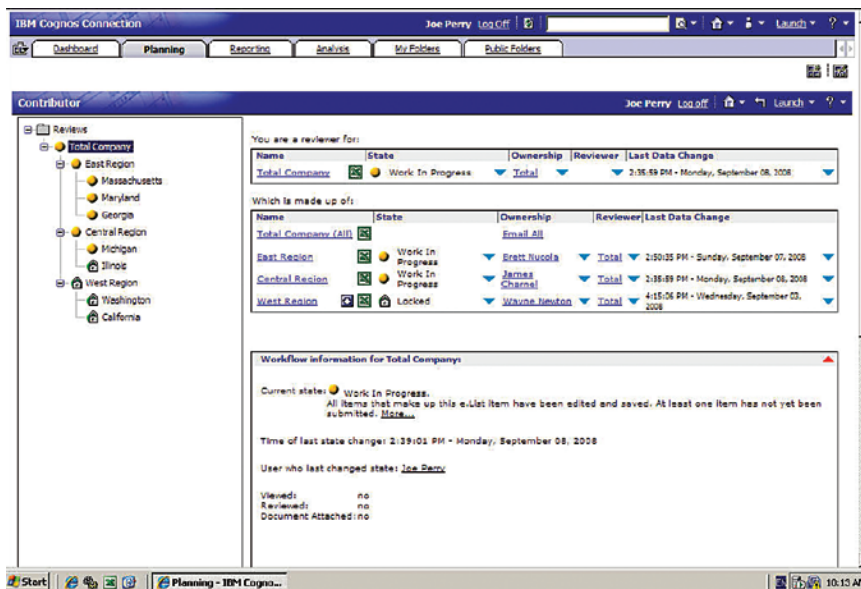 IBM Cognos Connection
Joe Perry Log Off
Launch
?
Dashboard Planning Reporting Analysis My Folders Public Folders
Contributor
Joe Perry Log off Launch ?
Reviews
Total Company
East Region
Massachusetts
Maryland
Georgia
Central Region
Michigan
Illinois
West Region
Washington
California
You are a reviewer for:
Name State Ownership Reviewer Last Data Change
Total Company Work In Progress Total 2:35:59 PM - Monday, September 08, 2008
Which is made up of:
Name State Ownership Reviewer Last Data Change
Total Company (All) Email All
East Region Work In Progress Brett Nucola Total 2:50:35 PM - Sunday, September 07, 2008
Central Region Work In Progress James Charnel Total 2:35:59 PM - Monday, September 08, 2008
West Region Locked Wayne Newton Total 4:15:06 PM - Wednesday, September 03, 2008
Workflow information for Total Company:
Current state: Work In Progress.
All items that make up this e.List item have been edited and saved. At least one item has not yet been
submitted. More...
Time of last state change: 2:39:01 PM - Monday, September 08, 2008
User who last changed state: Joe Perry
Viewed: no
Reviewed: no
Document Attached: no
Start Planning - IBM Cogno... 10:13 AM